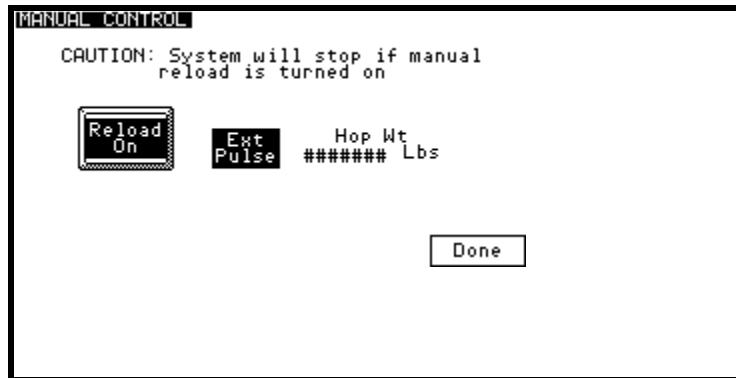 MANUAL CONTROL
CAUTION: System will stop if manual
reload is turned on
Reload
On
Ext
Pulse
Hop Wt
####### Lbs
Done